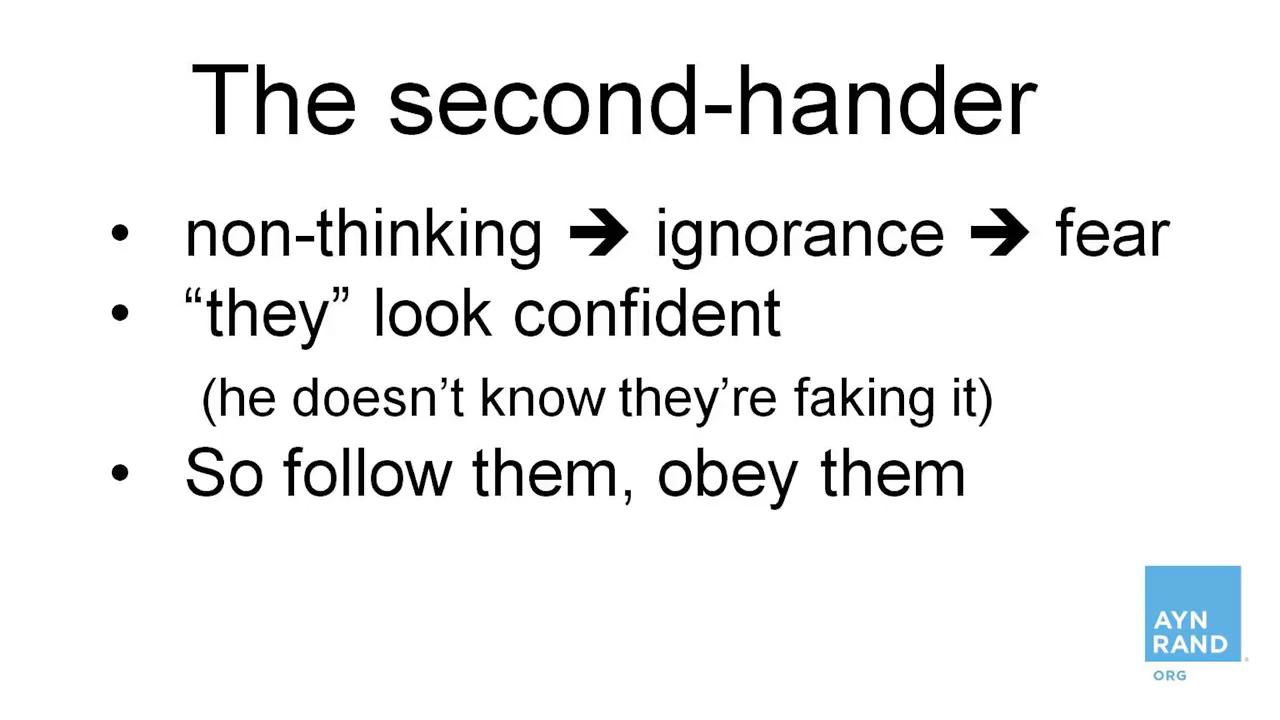 The second-hander
• non-thinking ➔ ignorance ➔ fear
• “they” look confident
(he doesn’t know they’re faking it)
• So follow them, obey them
AYN
RAND
ORG